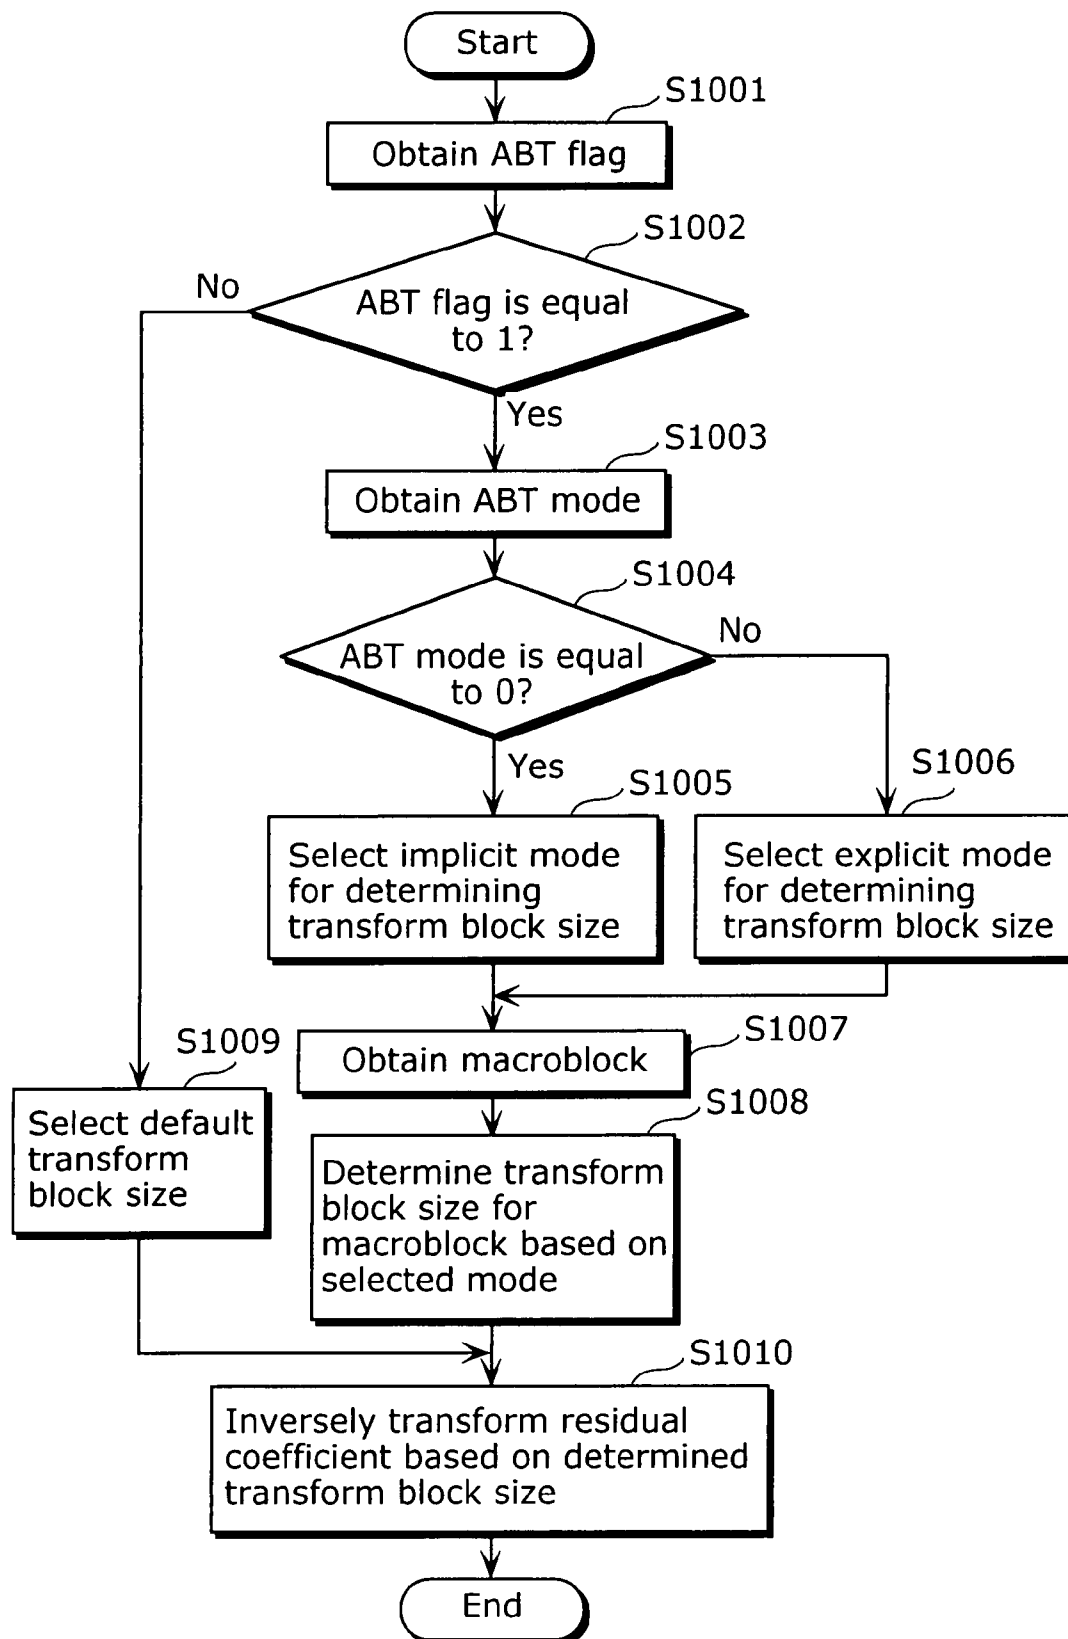 Start
S1001
Obtain ABT flag
S1002
No
ABT flag is equal
to 1?
Yes
S1003
Obtain ABT mode
S1004
No
ABT mode is equal
to 0?
Yes
S1005
S1006
Select implicit mode
for determining
transform block size
Select explicit mode
for determining
transform block size
S1007
Obtain macroblock
S1009
Select default
transform
block size
S1008
Determine transform
block size for
macroblock based on
selected mode
S1010
Inversely transform residual
coefficient based on determined
transform block size
End